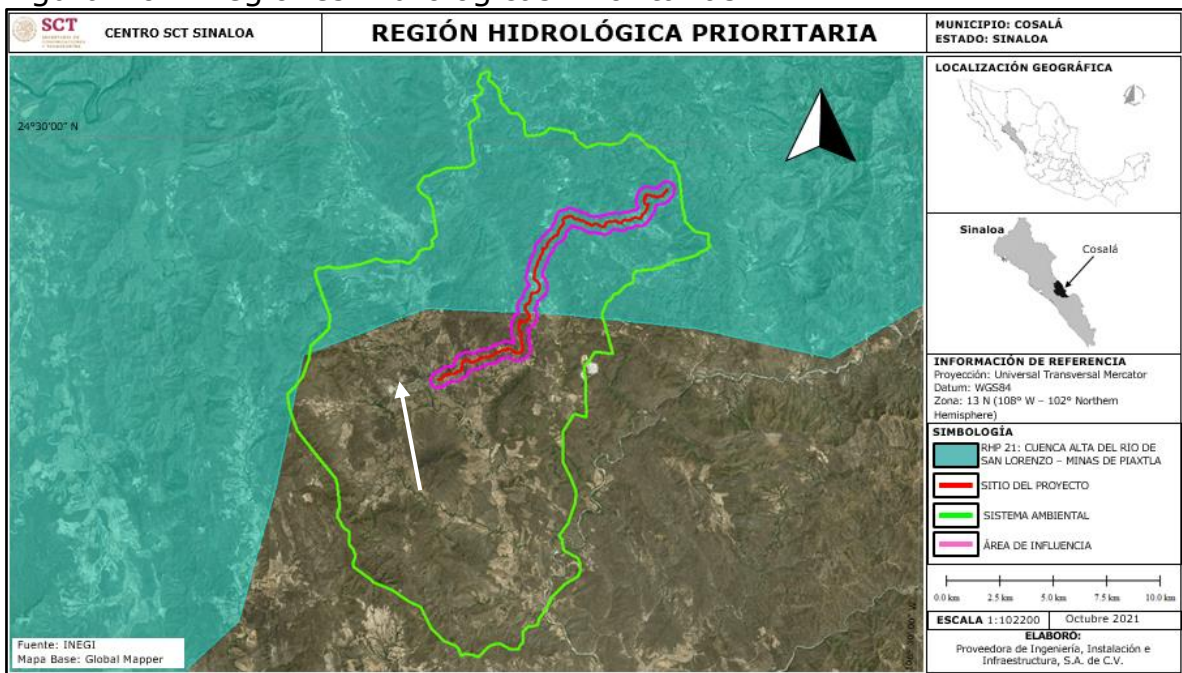 SCT
CENTRO SCT SINALOA
REGIÓN HIDROLÓGICA PRIORITARIA
MUNICIPIO: COSALÁ
ESTADO: SINALOA
24°30'00" N
LOCALIZACIÓN GEOGRÁFICA
Sinaloa
Cosalá
INFORMACIÓN DE REFERENCIA
Proyección: Universal Transversal Mercator
Datum: WGS84
Zona: 13 N (108° W – 102° Northern
Hemisphere)
SIMBOLOGÍA
RHP 21: CUENCA ALTA DEL RIO DE
SAN LORENZO – MINAS DE PIAXTLA
SITIO DEL PROYECTO
SISTEMA AMBIENTAL
ÁREA DE INFLUENCIA
0.0 km 2.5 km 5.0 km 7.5 km 10.0 km
ESCALA 1:102200 Octubre 2021
ELABORÓ:
Proveedora de Ingeniería, Instalación e
Infraestructura, S.A. de C.V.
Fuente: INEGI
Mapa Base: Global Mapper